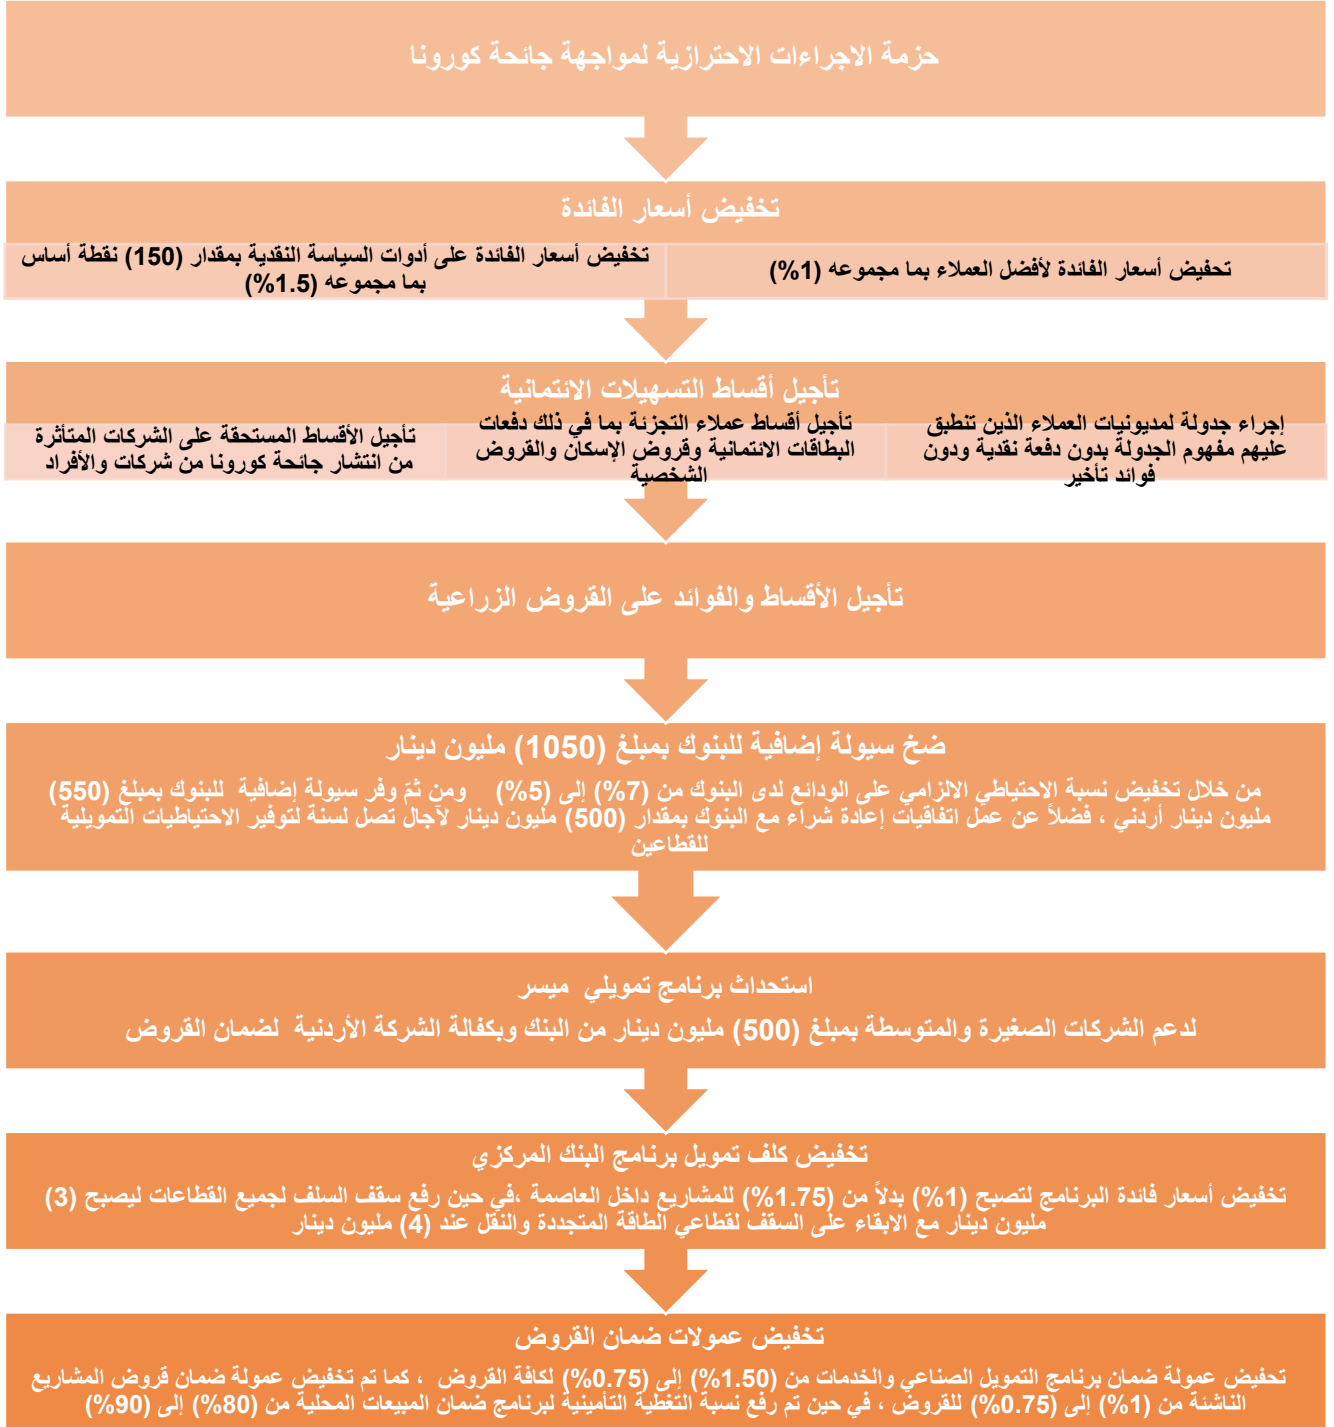 حزمة الاجراءات الاحترازية لمواجهة جائحة كورونا
تخفيض أسعار الفائدة
تحفيض أسعار الفائدة لأفضل العملاء بما مجموعه (1%)
تخفيض أسعار الفائدة على أدوات السياسة النقدية بمقدار (150) نقطة أساس
بما مجموعه (1.5%)
تأجيل أقساط التسهيلات الائتمانية
إجراء جدولة لمديونيات العملاء الذين تنطبق
عليهم مفهوم الجدولة بدون دفعة نقدية ودون
فوائد تأخير
تأجيل أقساط عملاء التجزئة بما في ذلك دفعات
البطاقات الائتمانية وقروض الإسكان والقروض
الشخصية
تأجيل الأقساط المستحقة على الشركات المتأثرة
من انتشار جائحة كورونا من شركات والأفراد
تأجيل الأقساط والفوائد على القروض الزراعية
ضخ سيولة إضافية للبنوك بمبلغ (1050) مليون دينار
من خلال تخفيض نسبة الاحتياطي الالزامي على الودائع لدى البنوك من (7%) إلى (5%) ومن ثمَ وفر سيولة إضافية للبنوك بمبلغ (550)
مليون دينار أردني ، فضلاً عن عمل اتفاقيات إعادة شراء مع البنوك بمقدار (500) مليون دينار لآجال تصل لسنة لتوفير الاحتياطيات التمويلية
للقطاعين
استحداث برنامج تمويلي ميسر
لدعم الشركات الصغيرة والمتوسطة بمبلغ (500) مليون دينار من البنك وبكفالة الشركة الأردنية لضمان القروض
تخفيض كلف تمويل برنامج البنك المركزي
تخفيض أسعار فائدة البرنامج لتصبح (1%) بدلاً من (1.75%) للمشاريع داخل العاصمة ،في حين رفع سقف السلف لجميع القطاعات ليصبح (3)
مليون دينار مع الابقاء على السقف لقطاعي الطاقة المتجددة والنقل عند (4) مليون دينار
تخفيض عمولات ضمان القروض
تحفيض عمولة ضمان برنامج التمويل الصناعي والخدمات من (1.50%) إلى (0.75%) لكافة القروض ، كما تم تخفيض عمولة ضمان قروض المشاريع
الناشئة من (1%) إلى (0.75%) للقروض ، في حين تم رفع نسبة التغطية التأمينية لبرنامج ضمان المبيعات المحلية من (80%) إلى (90%)